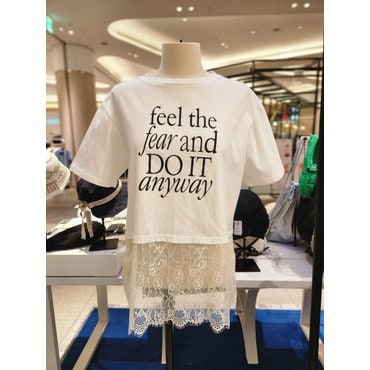 feel the
fear and
DO IT
anyway